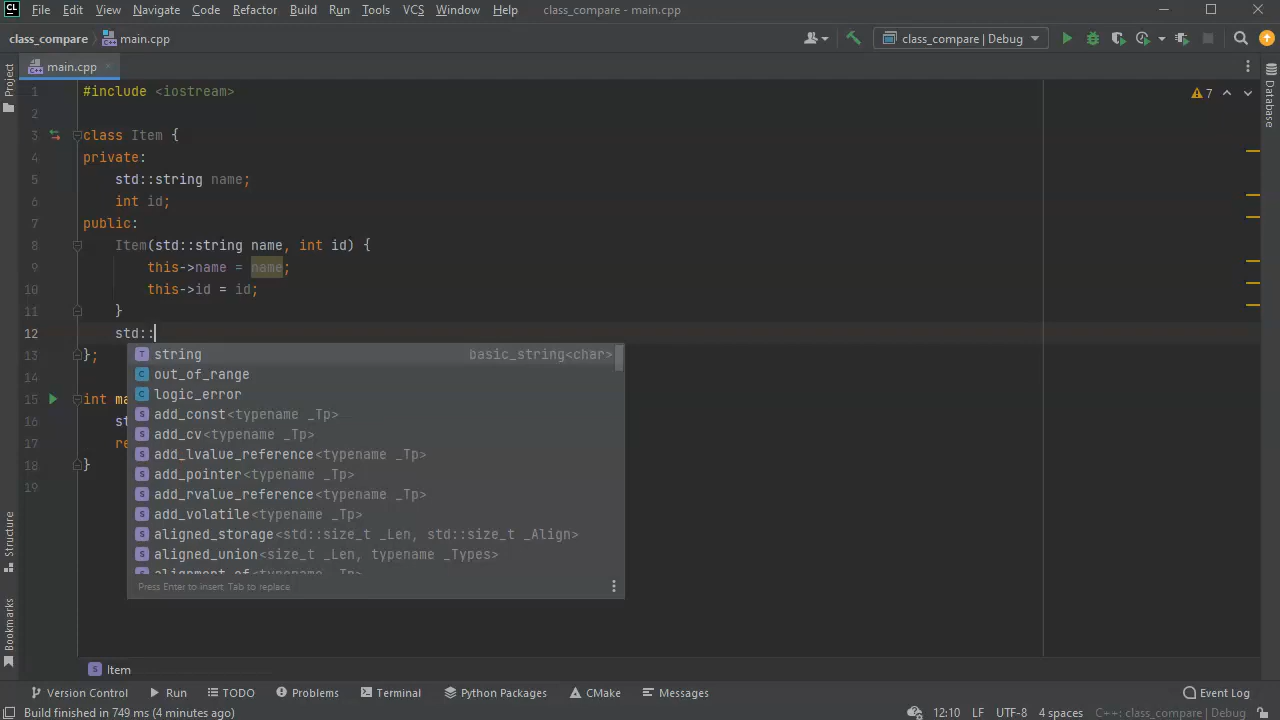 CL File Edit View Navigate Code Refactor Build Run Tools VCS Window Help class_compare - main.cpp
class_compare main.cpp class_compare | Debug
Project main.cpp Database
1 #include <iostream> 7
2
3 class Item {
4 private:
5 std::string name;
6 int id;
7 public:
8 Item(std::string name, int id) {
9 this->name = name;
10 this->id = id;
11 }
12 std::
13 };
string basic_string<char>
14
out_of_range
logic_error
15 int ma
add_const<typename _Tp>
16 st
add_cv<typename _Tp>
17 re
add_lvalue_reference<typename _Tp>
18 }
add_pointer<typename _Tp>
19
add_rvalue_reference<typename _Tp>
add_volatile<typename _Tp>
aligned_storage<std::size_t _Len, std::size_t _Align>
aligned_union<size_t _Len, typename _Types>
alignment_of<typename _Tp>
Press Enter to insert, Tab to replace
Structure
Bookmarks
Item
Version Control Run TODO Problems Terminal Python Packages CMake Messages Event Log
Build finished in 749 ms (4 minutes ago) 12:10 LF UTF-8 4 spaces C++: class_compare | Debug